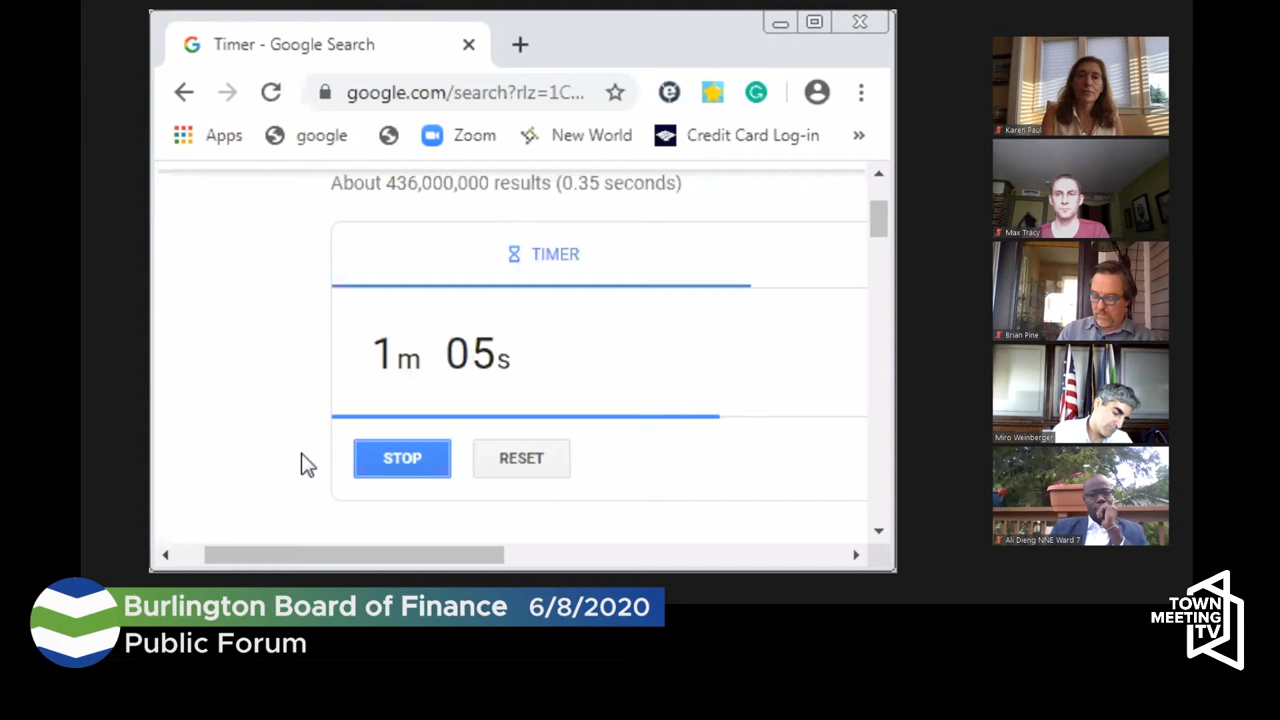 Timer - Google Search
google.com/search?rlz=1C...
Apps google Zoom New World Credit Card Log-in »
About 436,000,000 results (0.35 seconds)
TIMER
1m 05s
STOP RESET
Karen Paul
Max Tracy
Brian Pine
Miro Weinberger
Ali Dieng NNE Ward 7
Burlington Board of Finance 6/8/2020
Public Forum
TOWN
MEETING
TV